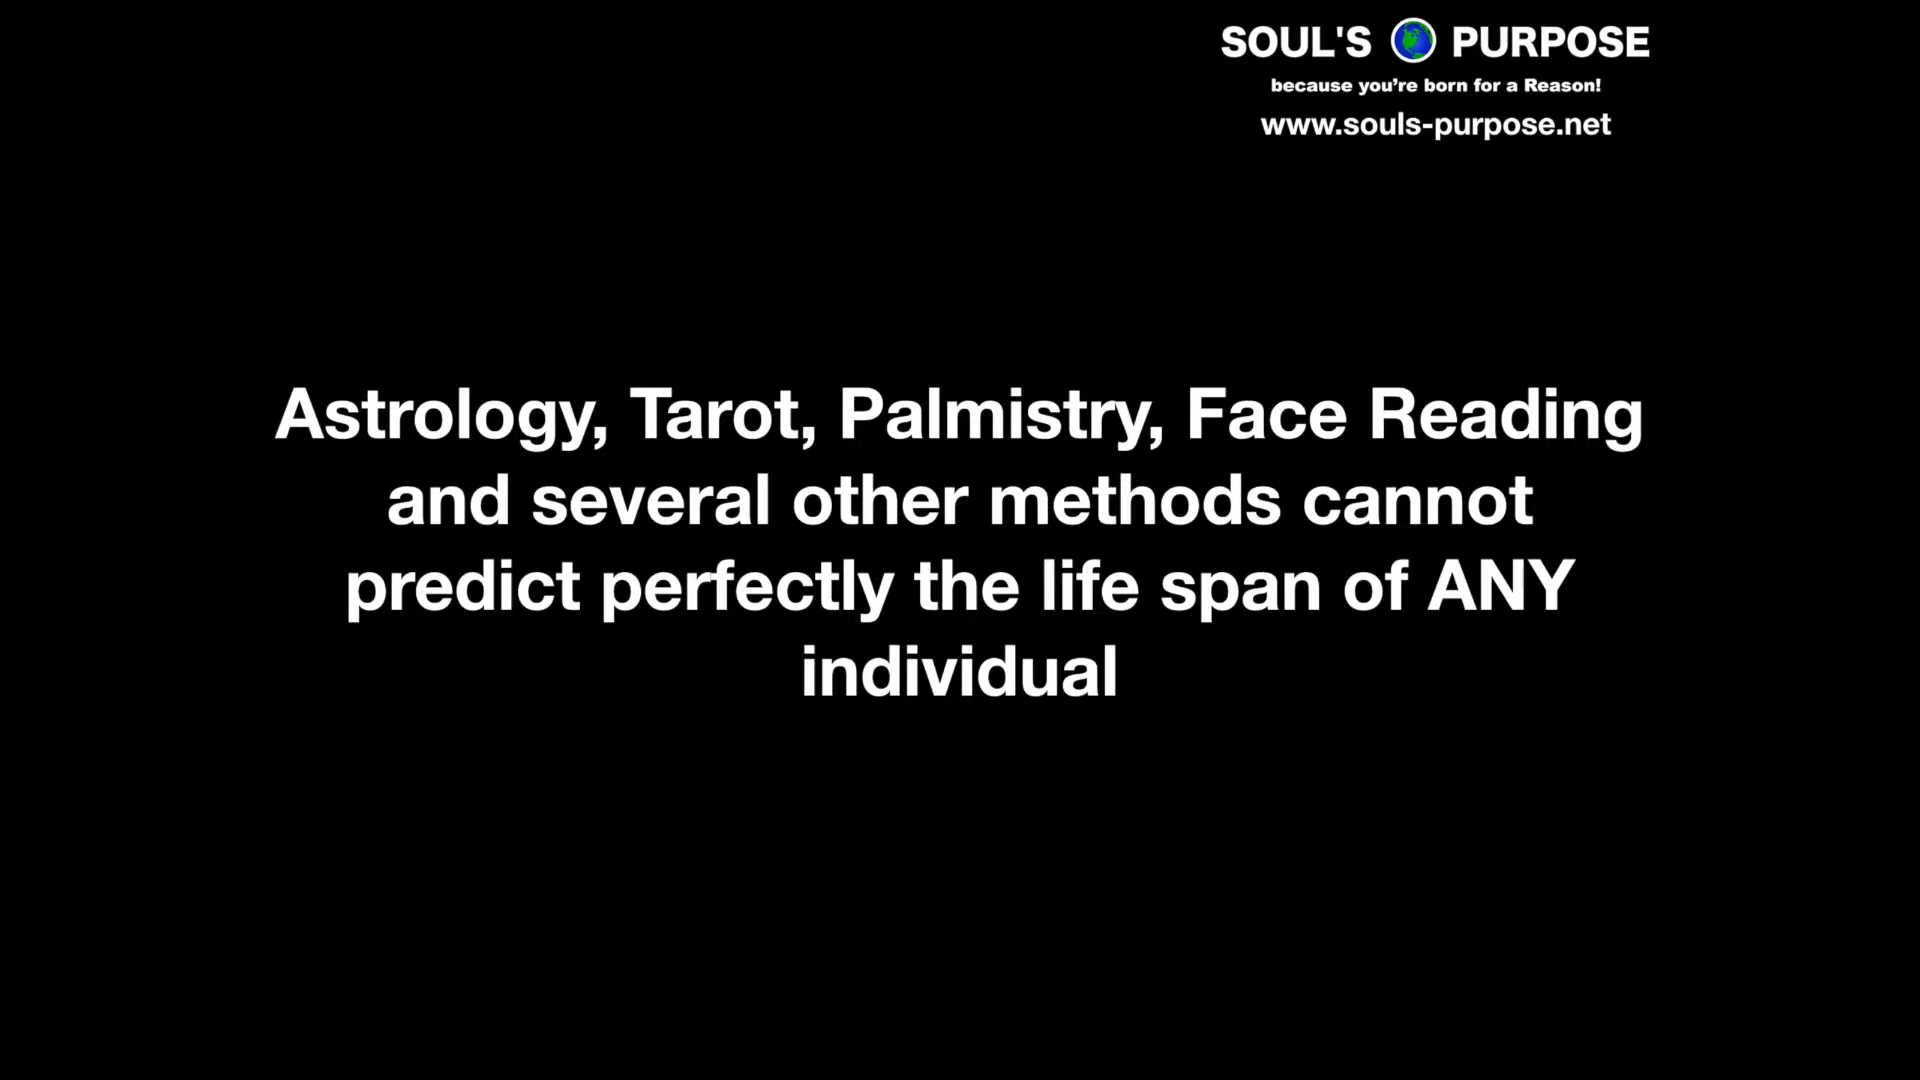 SOUL'S PURPOSE
because you’re born for a Reason!
www.souls-purpose.net
Astrology, Tarot, Palmistry, Face Reading
and several other methods cannot
predict perfectly the life span of ANY
individual